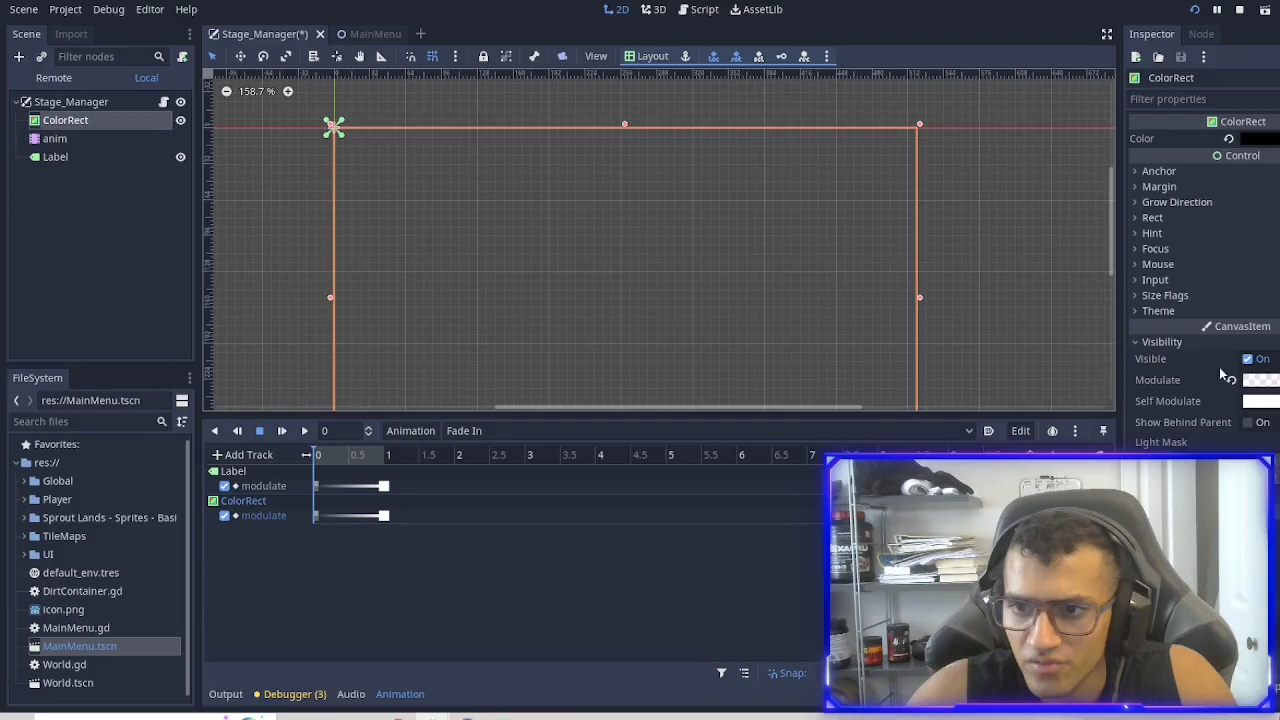 Scene Project Debug Editor Help
2D 3D Script AssetLib
Scene Import
Stage_Manager(*) MainMenu
Inspector Node
Filter nodes
View Layout
Remote Local
158.7 %
ColorRect
Stage_Manager
ColorRect
anim
Label
Filter properties
ColorRect
Color
Control
Anchor
Margin
Grow Direction
Rect
Hint
Focus
Mouse
Input
Size Flags
Theme
CanvasItem
Visibility
Visible On
Modulate
Self Modulate
Show Behind Parent On
Light Mask
FileSystem
res://MainMenu.tscn
Search files
Favorites:
res://
Global
Player
Sprout Lands - Sprites - Basi
TileMaps
UI
default_env.tres
DirtContainer.gd
icon.png
MainMenu.gd
MainMenu.tscn
World.gd
World.tscn
0 Animation Fade In Edit
Add Track 0 0.5 1 1.5 2 2.5 3 3.5 4 4.5 5 5.5 6 6.5 7
Label
modulate
ColorRect
modulate
Snap:
Output Debugger (3) Audio Animation